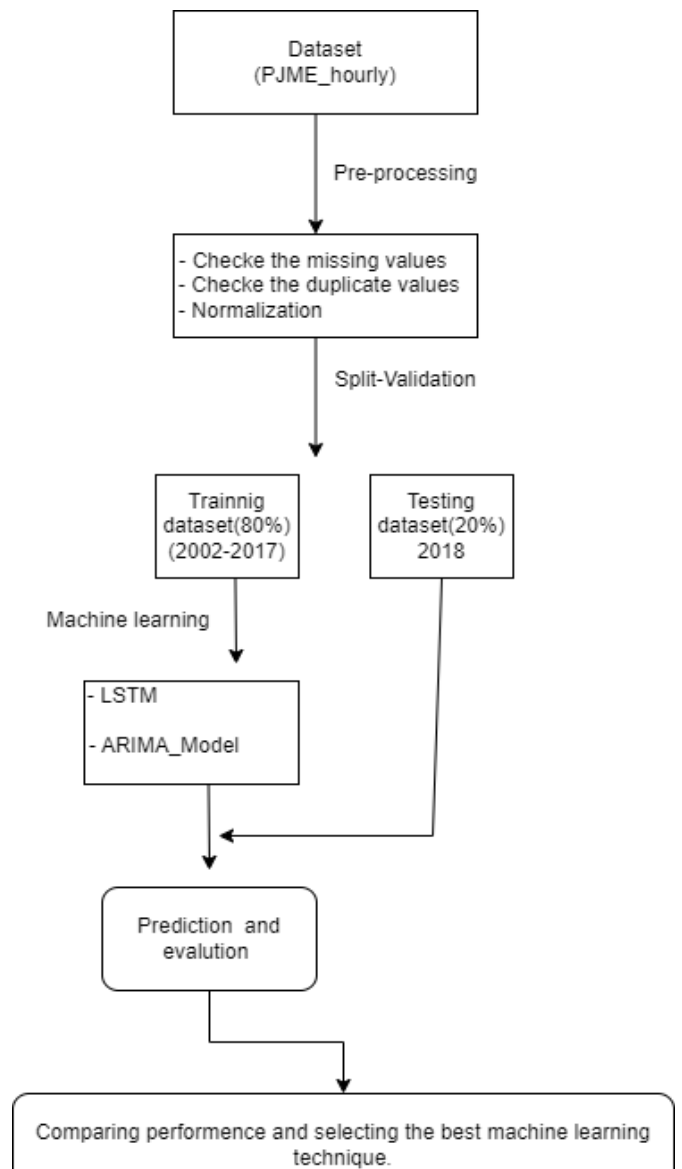 Dataset
(PJME_hourly)
Pre-processing
- Checke the missing values
- Checke the duplicate values
- Normalization
Split-Validation
Trainnig
dataset(80%)
(2002-2017)
Testing
dataset(20%)
2018
Machine learning
- LSTM
- ARIMA_Model
Prediction and
evalution
Comparing performence and selecting the best machine learning
technique.